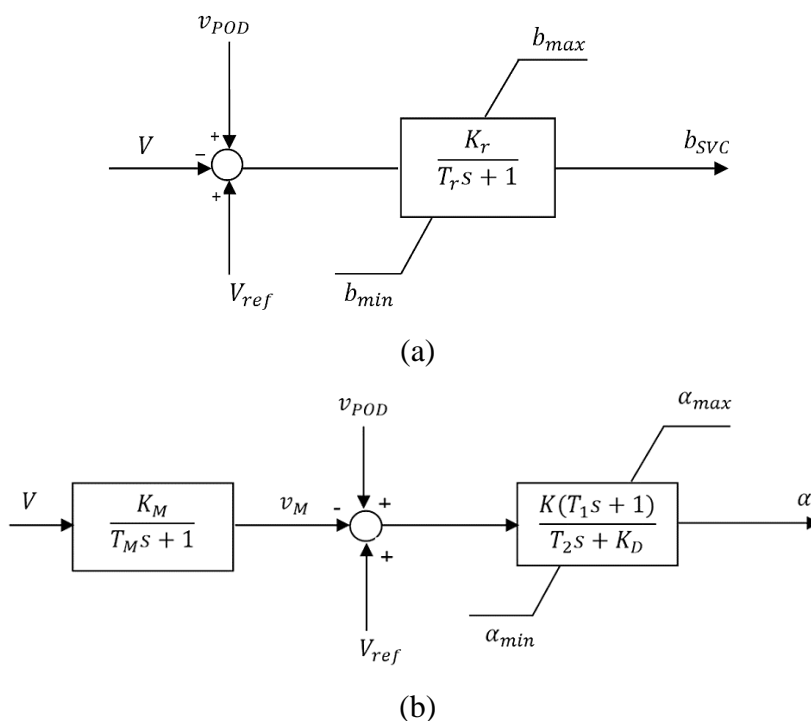 v_POD
b_max
V
+
−
+
K_r
T_r s + 1
b_SVC
V_ref
b_min
(a)
v_POD
α_max
V
K_M
T_M s + 1
v_M
-
+
+
K(T_1 s + 1)
T_2 s + K_D
α
α_min
V_ref
(b)